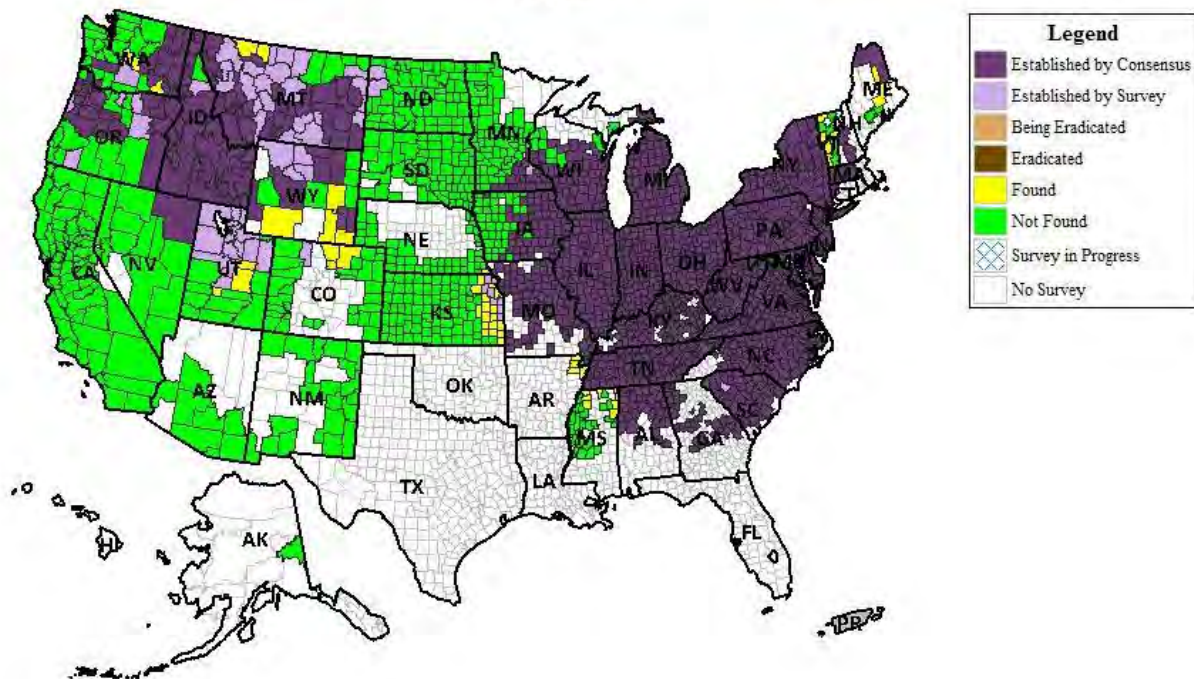 Legend
Established by Consensus
Established by Survey
Being Eradicated
Eradicated
Found
Not Found
Survey in Progress
No Survey
WA
MT
ND
MN
ME
OR
ID
SD
WI
MI
NY
WY
IA
PA
NE
NV
UT
IL
IN
OH
CA
CO
WV
VA
KS
MO
KY
NC
TN
OK
AZ
NM
AR
SC
MS
AL
GA
TX
LA
FL
AK
HI
PR